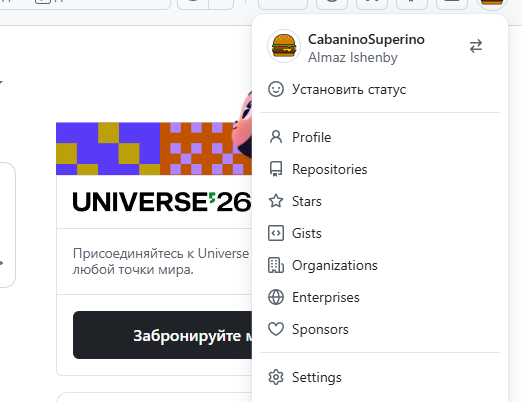 CabaninoSuperino
Almaz Ishenby
Установить статус
Profile
Repositories
Stars
Gists
Organizations
Enterprises
Sponsors
Settings
UNIVERSE'26
Присоединяйтесь к Universe
любой точки мира.
Забронируйте